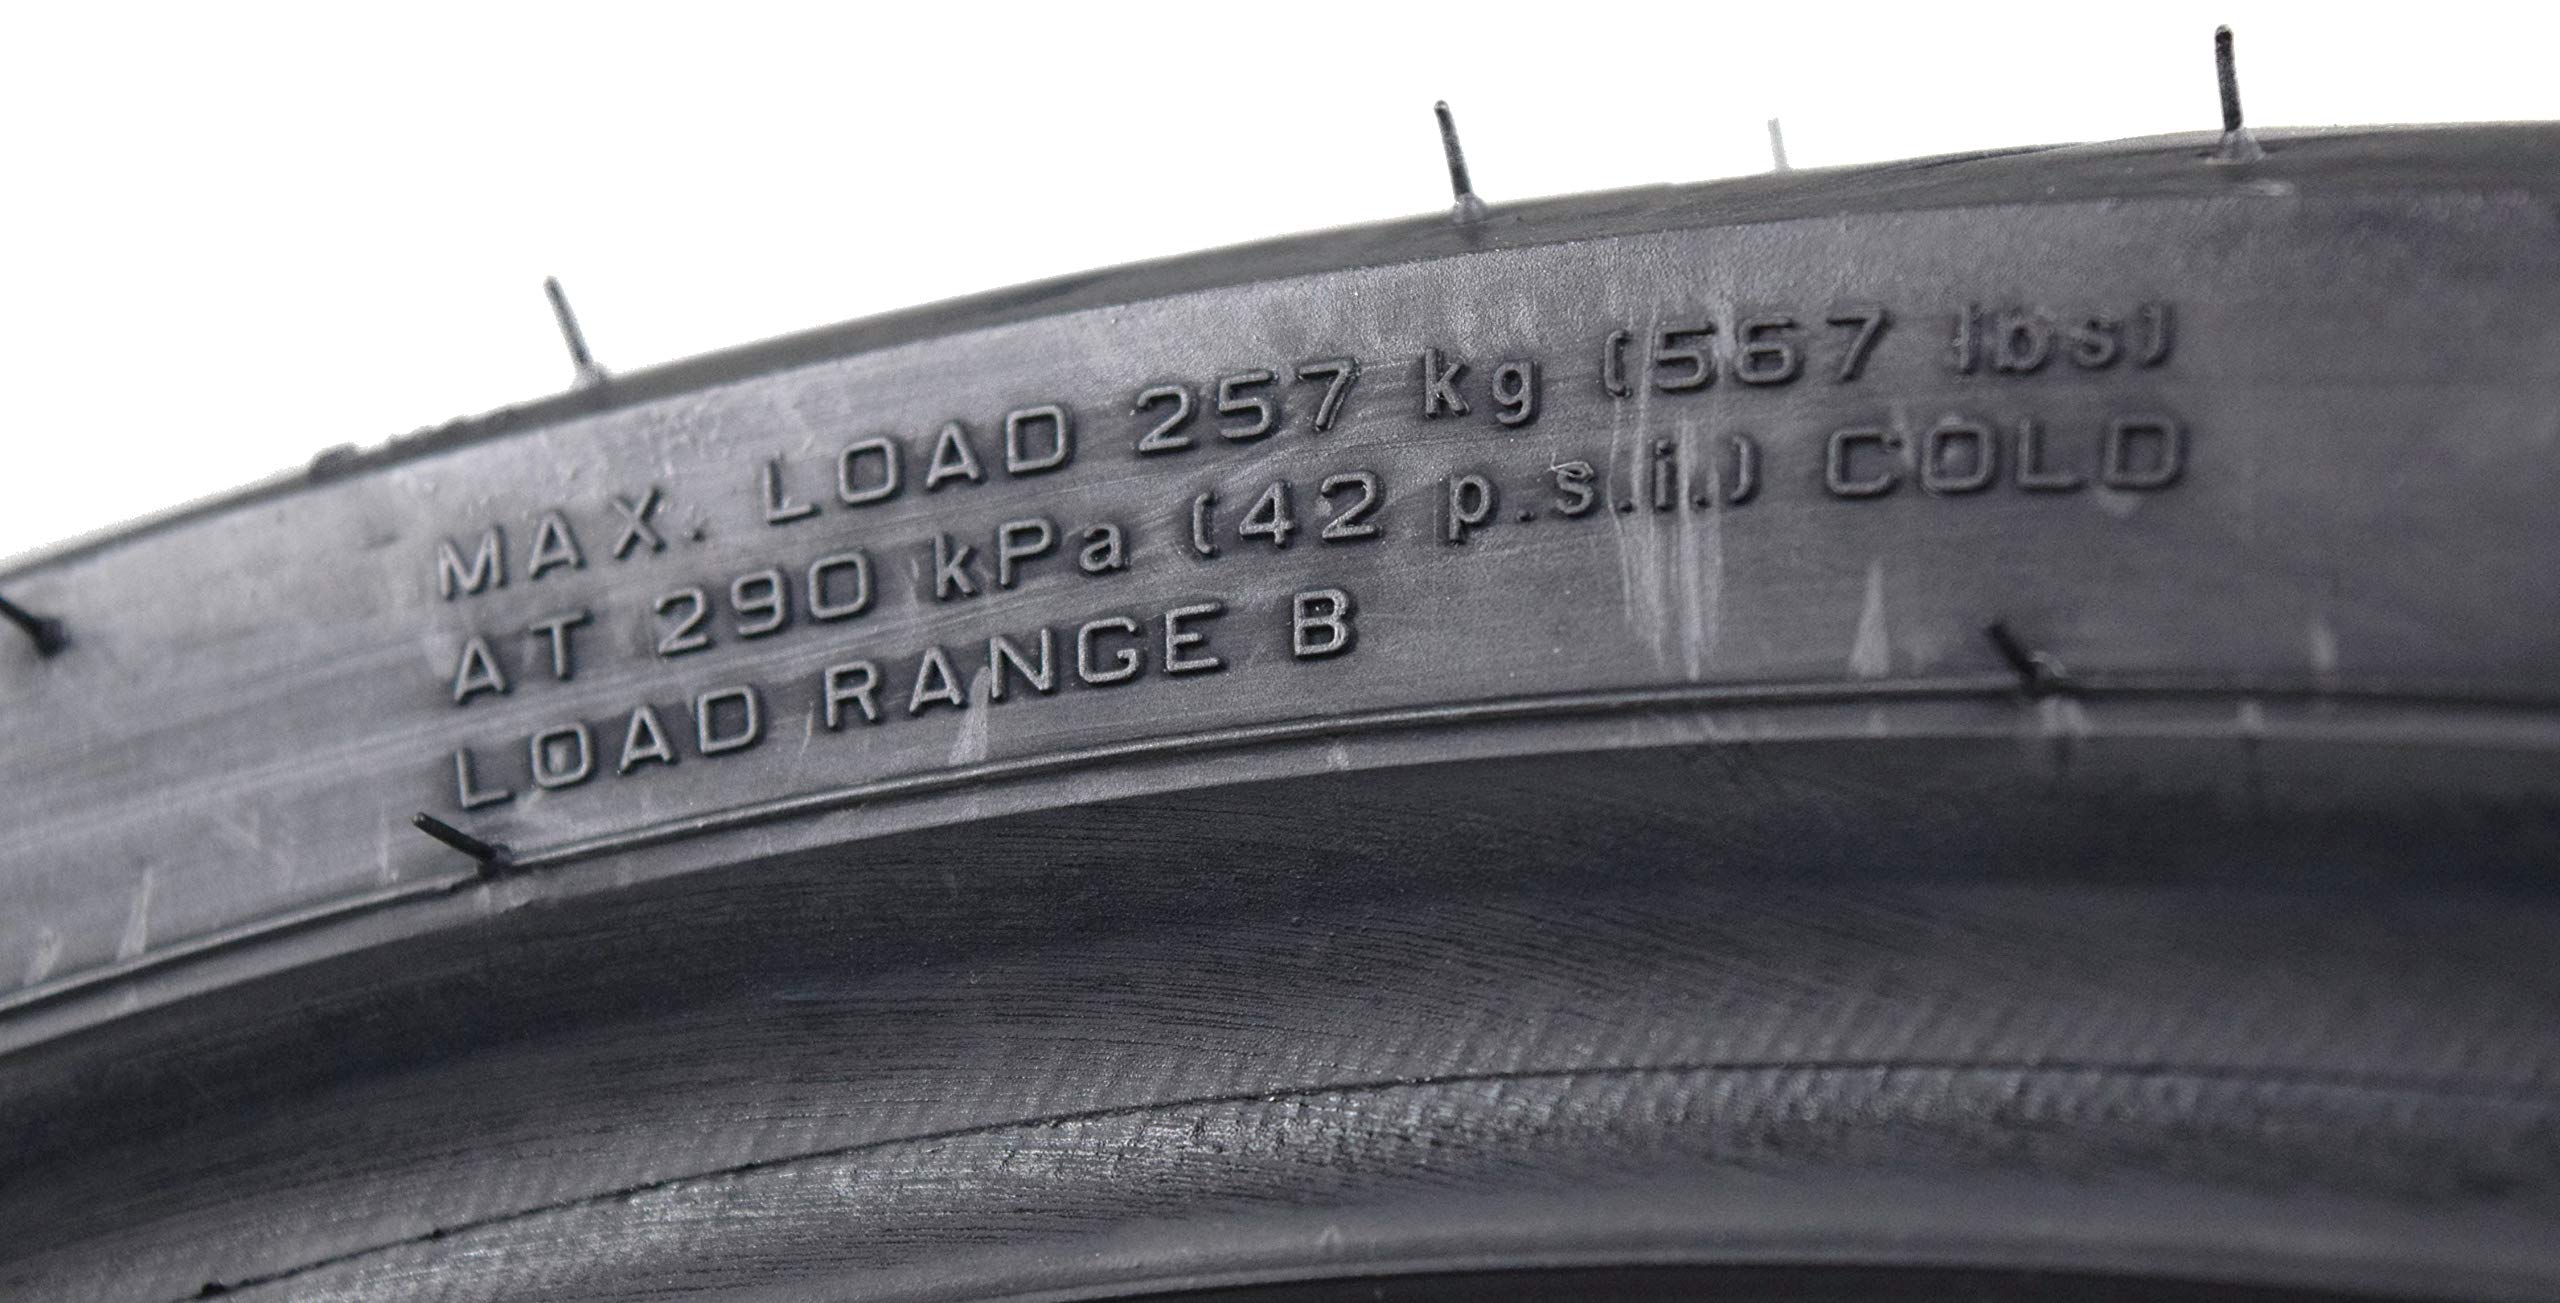 MAX. LOAD 257 kg (567 lbs)
AT 290 kPa (42 p.s.i.) COLD
LOAD RANGE B